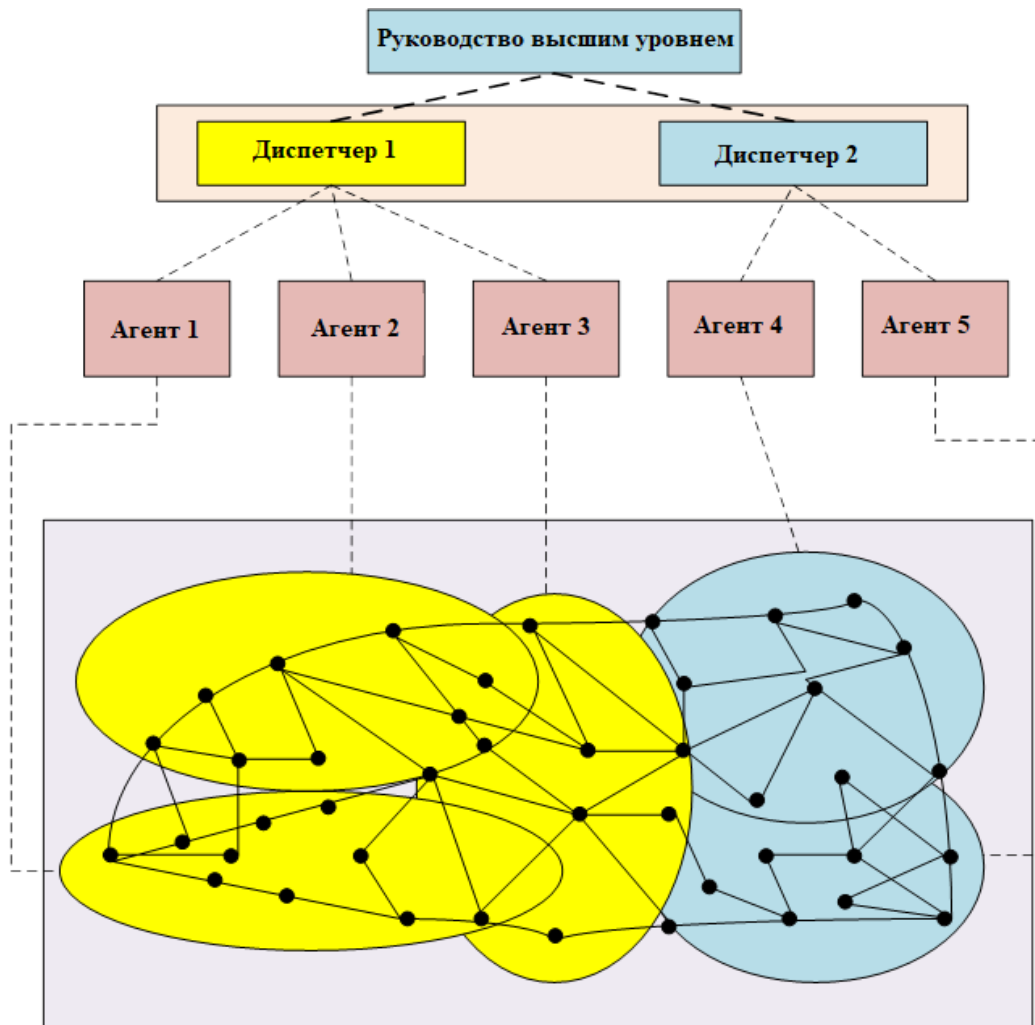 Руководство высшим уровнем
Диспетчер 1
Диспетчер 2
Агент 1
Агент 2
Агент 3
Агент 4
Агент 5